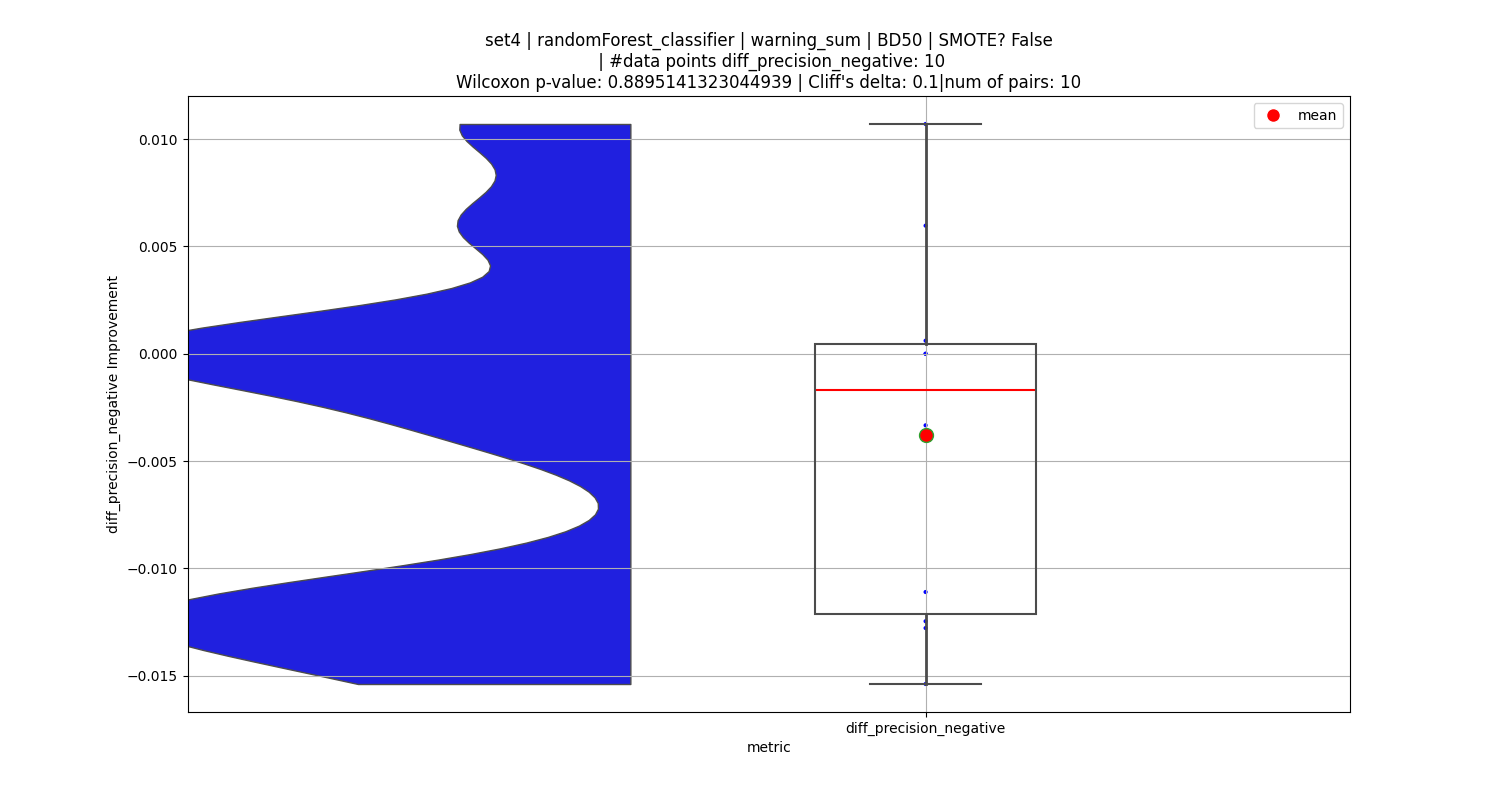 set4 | randomForest_classifier | warning_sum | BD50 | SMOTE? False
| #data points diff_precision_negative: 10
Wilcoxon p-value: 0.8895141323044939 | Cliff's delta: 0.1|num of pairs: 10
mean
0.010
0.005
0.000
−0.005
−0.010
−0.015
diff_precision_negative Improvement
diff_precision_negative
metric